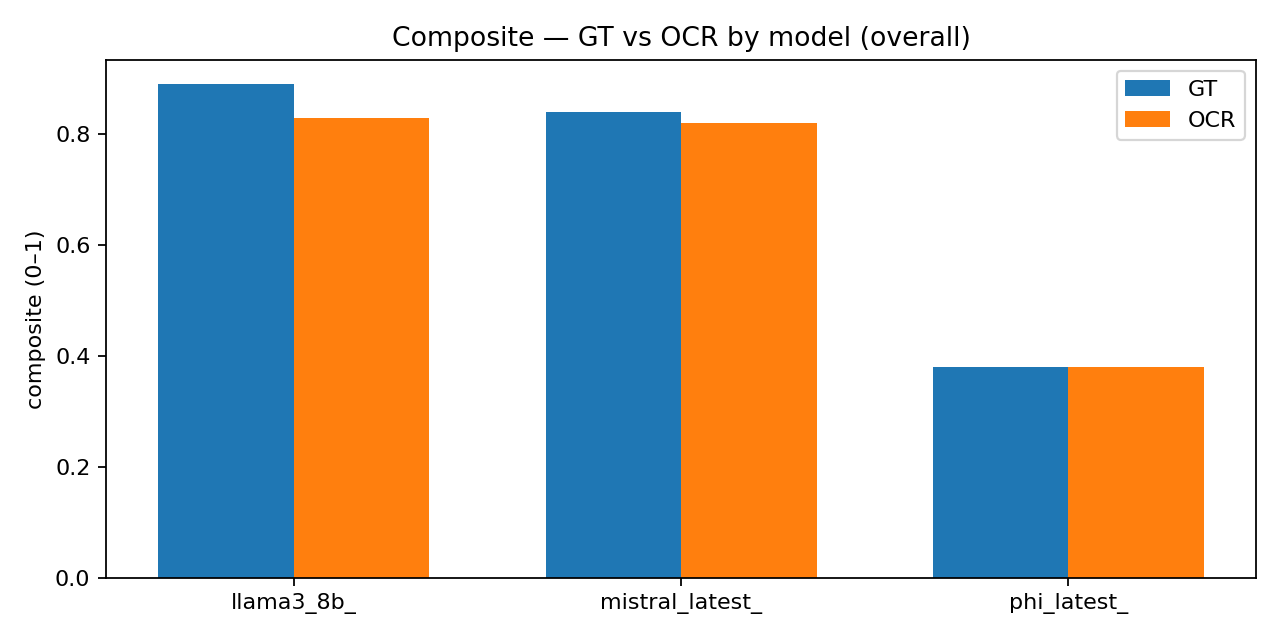 Composite — GT vs OCR by model (overall)
GT
OCR
composite (0–1)
0.8
0.6
0.4
0.2
0.0
llama3_8b_
mistral_latest_
phi_latest_